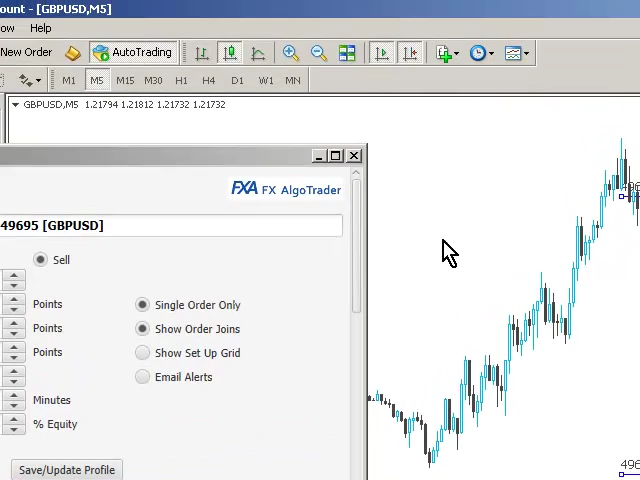 ount - [GBPUSD,M5]
ow Help
New Order AutoTrading
M1 M5 M15 M30 H1 H4 D1 W1 MN
GBPUSD,M5 1.21794 1.21812 1.21732 1.21732
FXA FX AlgoTrader
49695 [GBPUSD]
Sell
Points Single Order Only
Points Show Order Joins
Points Show Set Up Grid
Email Alerts
Minutes
% Equity
Save/Update Profile
496